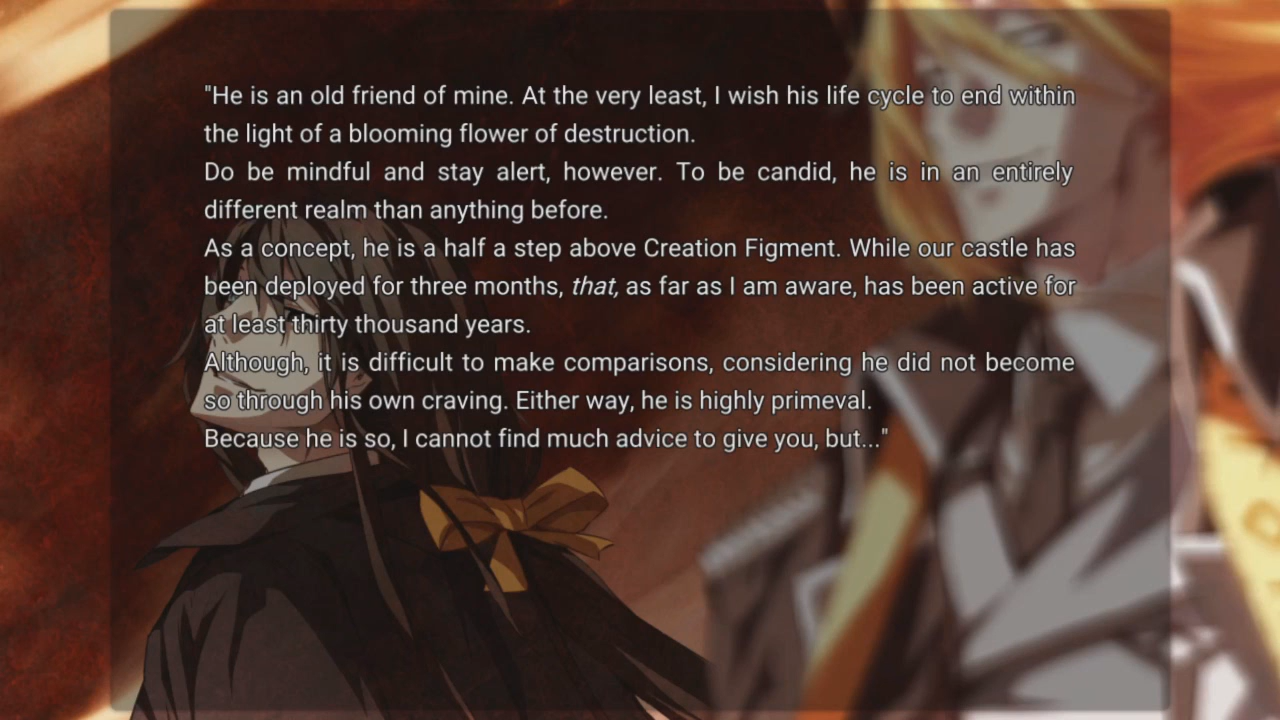 "He is an old friend of mine. At the very least, I wish his life cycle to end within
the light of a blooming flower of destruction.
Do be mindful and stay alert, however. To be candid, he is in an entirely
different realm than anything before.
As a concept, he is a half a step above Creation Figment. While our castle has
been deployed for three months, that, as far as I am aware, has been active for
at least thirty thousand years.
Although, it is difficult to make comparisons, considering he did not become
so through his own craving. Either way, he is highly primeval.
Because he is so, I cannot find much advice to give you, but..."